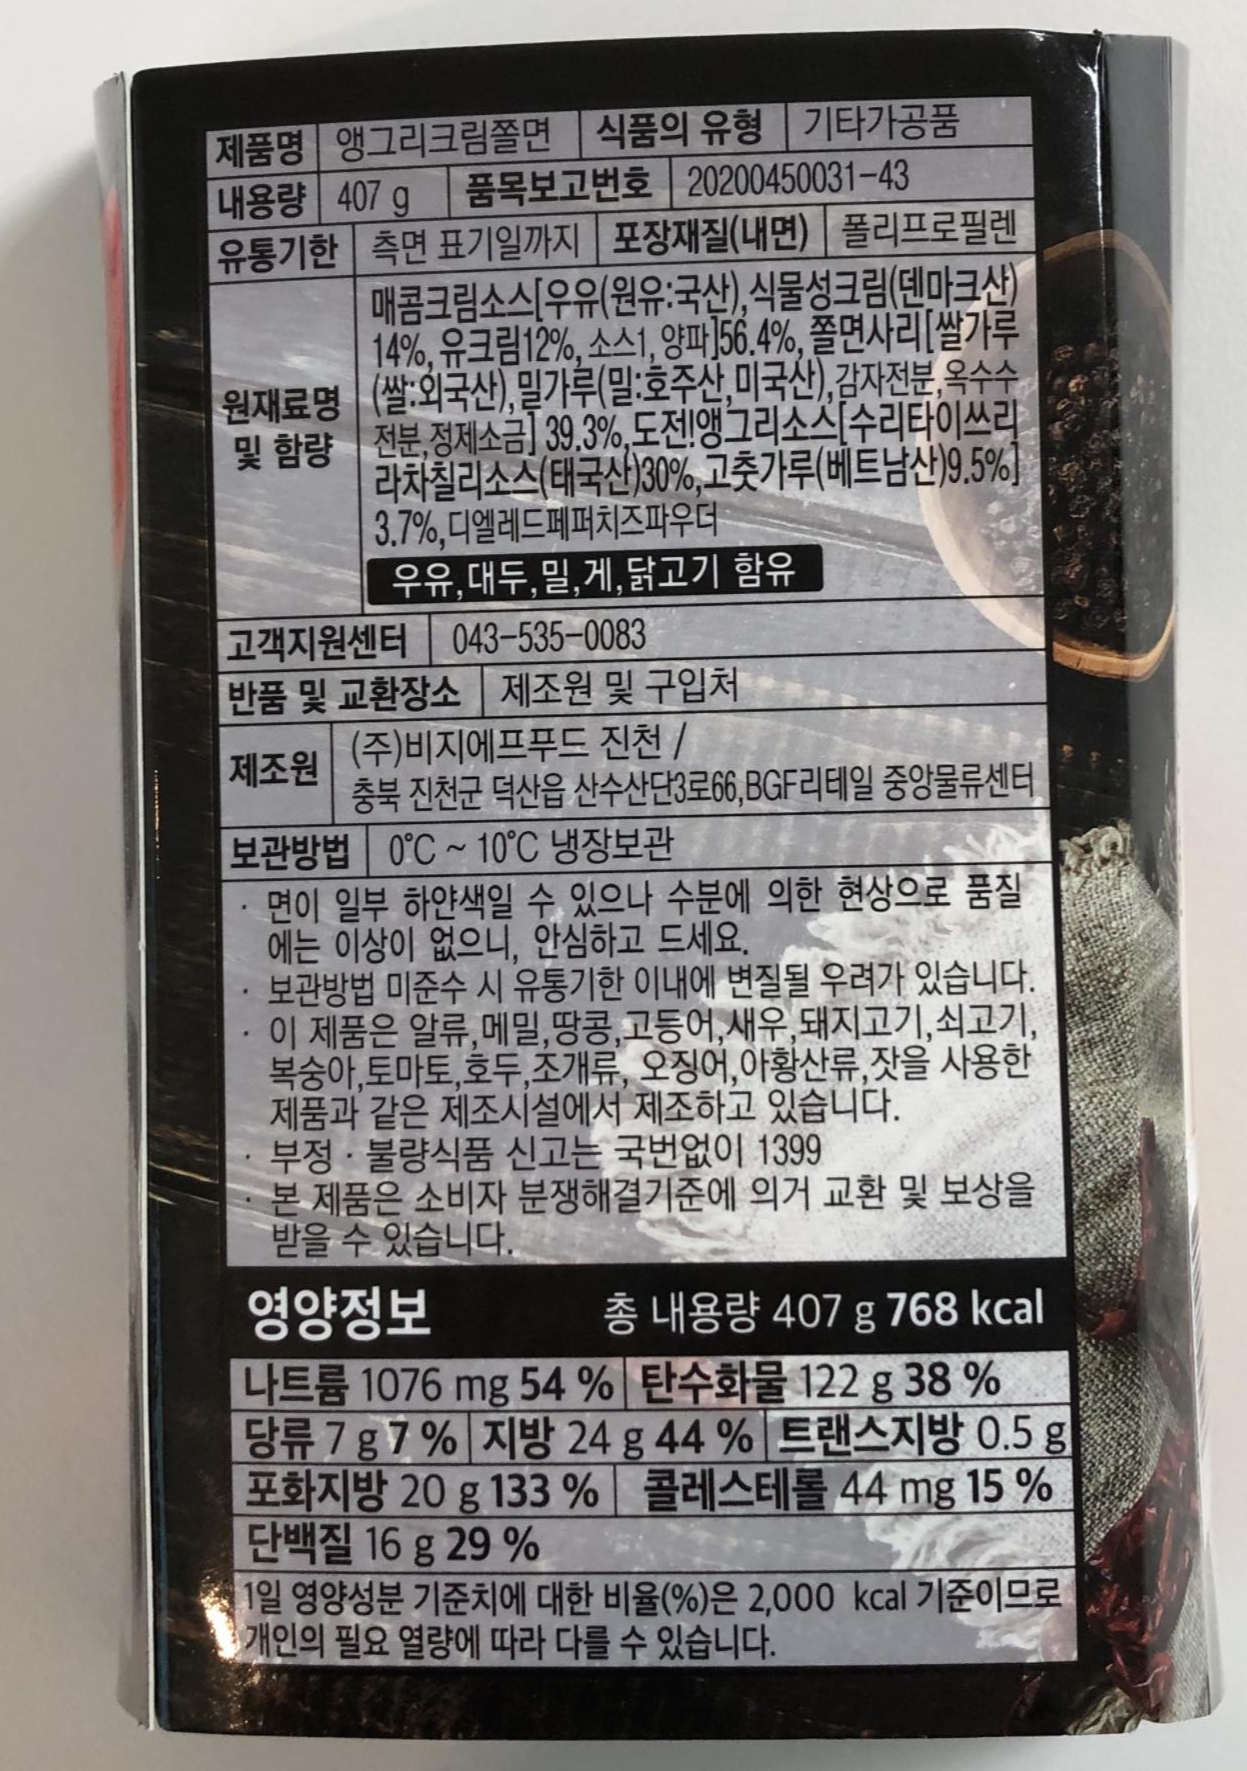 제품명 앵그리크림쫄면 식품의 유형 기타가공품
내용량 407 g 품목보고번호 20200450031-43
유통기한 측면 표기일까지 포장재질(내면) 폴리프로필렌
원재료명 및 함량
매콤크림소스[우유(원유:국산),식물성크림(덴마크산)
14%,유크림12%,소스1,양파]56.4%,쫄면사리[쌀가루
(쌀:외국산),밀가루(밀:호주산,미국산),감자전분,옥수수
전분,정제소금] 39.3%,도전!앵그리소스[수리타이쓰리
라차칠리소스(태국산)30%,고춧가루(베트남산)9.5%]
3.7%,디엘레드페퍼치즈파우더
우유,대두,밀,게,닭고기 함유
고객지원센터 043-535-0083
반품 및 교환장소 제조원 및 구입처
제조원 (주)비지에프푸드 진천 /
충북 진천군 덕산읍 산수산단3로66,BGF리테일 중앙물류센터
보관방법 0℃ ~ 10℃ 냉장보관
· 면이 일부 하얀색일 수 있으나 수분에 의한 현상으로 품질
에는 이상이 없으니, 안심하고 드세요.
· 보관방법 미준수 시 유통기한 이내에 변질될 우려가 있습니다.
· 이 제품은 알류,메밀,땅콩,고등어,새우,돼지고기,쇠고기,
복숭아,토마토,호두,조개류, 오징어,아황산류,잣을 사용한
제품과 같은 제조시설에서 제조하고 있습니다.
· 부정 · 불량식품 신고는 국번없이 1399
· 본 제품은 소비자 분쟁해결기준에 의거 교환 및 보상을
받을 수 있습니다.
영양정보 총 내용량 407 g 768 kcal
나트륨 1076 mg 54 % 탄수화물 122 g 38 %
당류 7 g 7 % 지방 24 g 44 % 트랜스지방 0.5 g
포화지방 20 g 133 % 콜레스테롤 44 mg 15 %
단백질 16 g 29 %
1일 영양성분 기준치에 대한 비율(%)은 2,000 kcal 기준이므로
개인의 필요 열량에 따라 다를 수 있습니다.